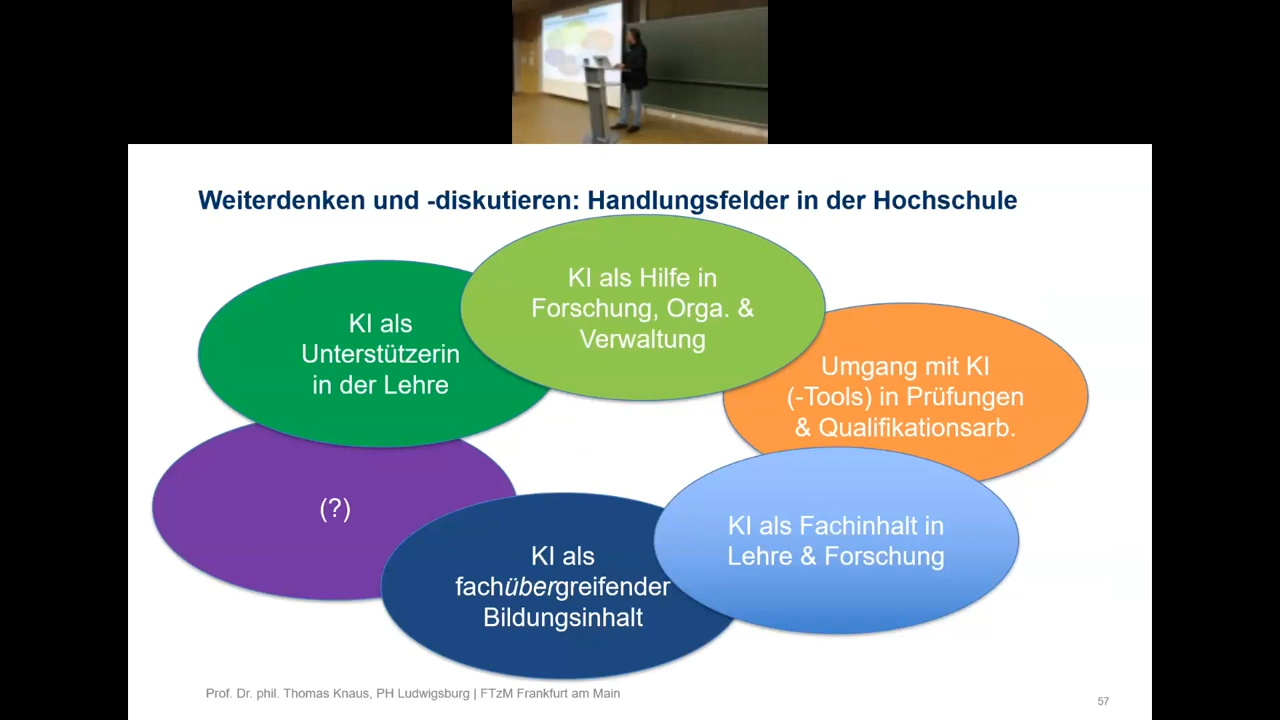 Weiterdenken und -diskutieren: Handlungsfelder in der Hochschule
KI als Hilfe in
Forschung, Orga. &
Verwaltung
KI als
Unterstützerin
in der Lehre
Umgang mit KI
(-Tools) in Prüfungen
& Qualifikationsarb.
(?)
KI als Fachinhalt in
Lehre & Forschung
KI als
fachübergreifender
Bildungsinhalt
Prof. Dr. phil. Thomas Knaus, PH Ludwigsburg | FTzM Frankfurt am Main
57